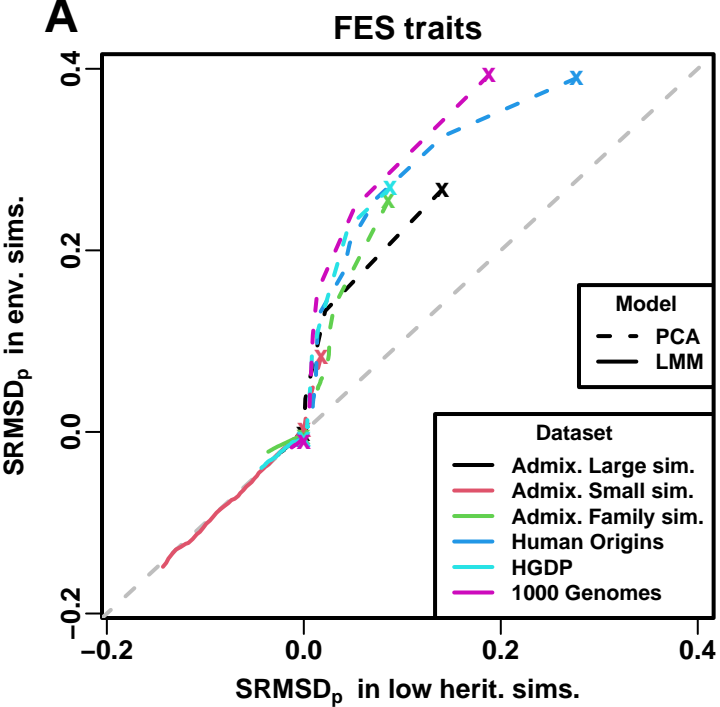 A
FES traits
SRMSDp in env. sims.
0.4
0.2
0.0
−0.2
Model
PCA
LMM
Dataset
Admix. Large sim.
Admix. Small sim.
Admix. Family sim.
Human Origins
HGDP
1000 Genomes
−0.2 0.0 0.2 0.4
SRMSDp in low herit. sims.